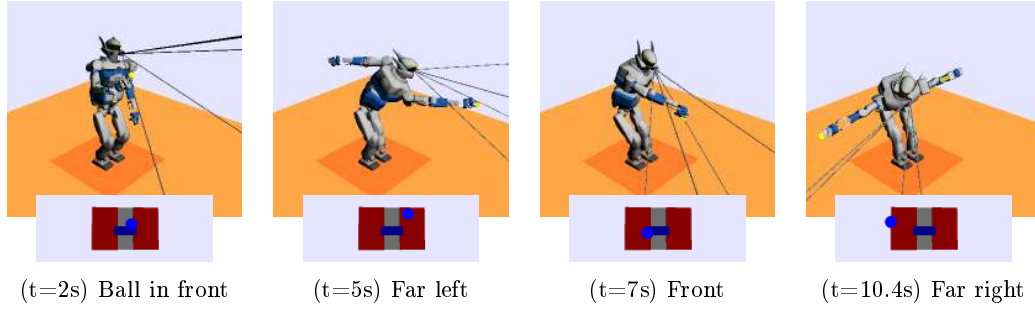 (t=2s) Ball in front
(t=5s) Far left
(t=7s) Front
(t=10.4s) Far right